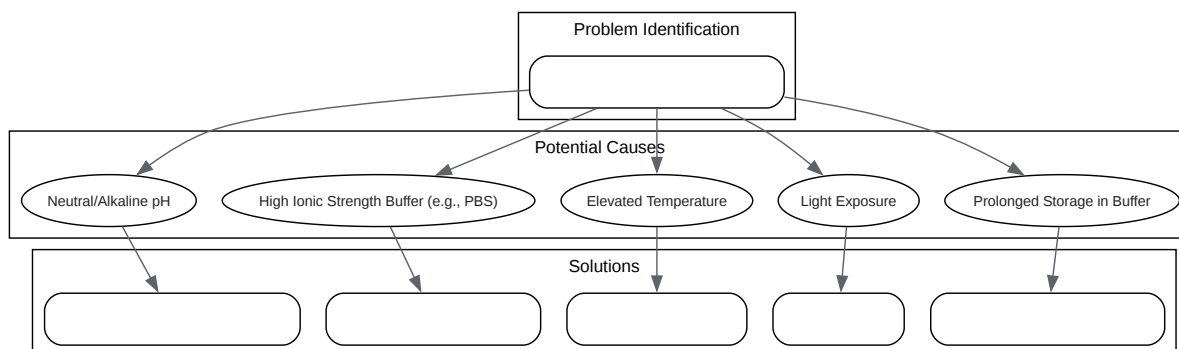 Problem Identification
Potential Causes
Neutral/Alkaline pH
High Ionic Strength Buffer (e.g., PBS)
Elevated Temperature
Light Exposure
Prolonged Storage in Buffer
Solutions